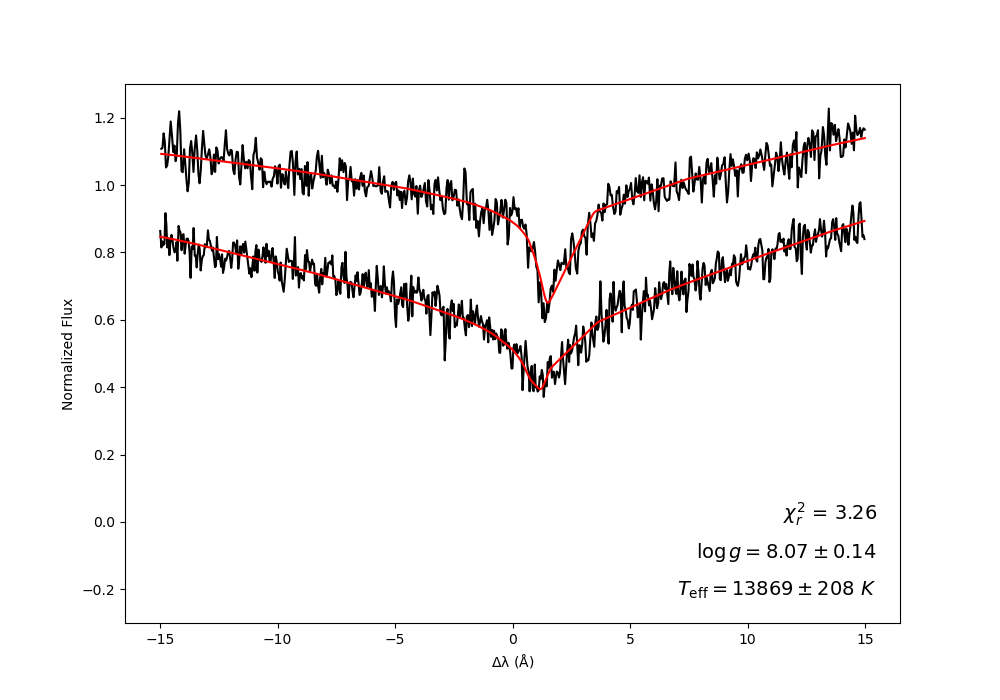 1.2
1.0
0.8
0.6
0.4
0.2
0.0
−0.2
Normalized Flux
χ²ᵣ = 3.26
log g = 8.07 ± 0.14
T_eff = 13869 ± 208 K
−15 −10 −5 0 5 10 15
Δλ (Å)